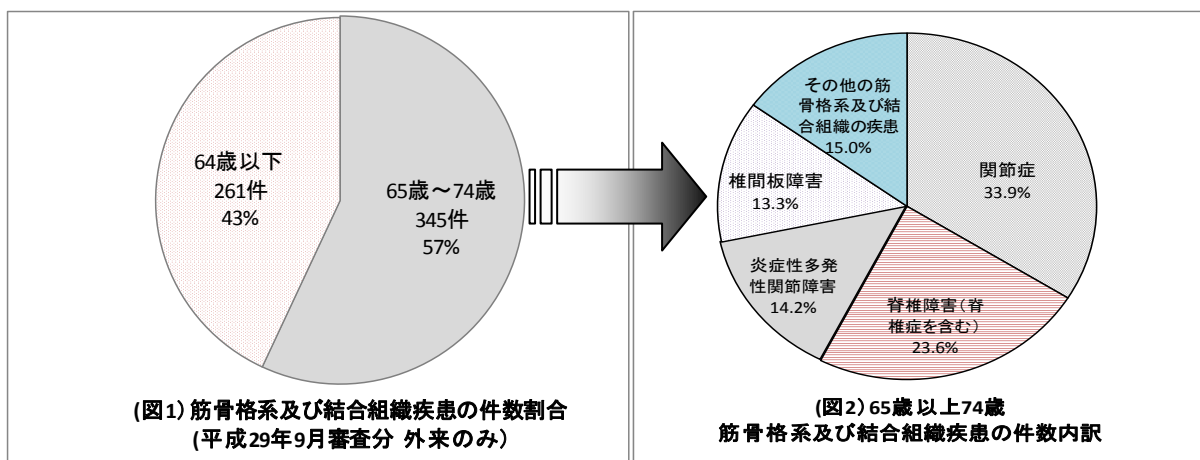 64歳以下
261件
43%
65歳～74歳
345件
57%
(図1) 筋骨格系及び結合組織疾患の件数割合
(平成29年9月審査分 外来のみ)
その他の筋
骨格系及び結
合組織の疾患
15.0%
関節症
33.9%
椎間板障害
13.3%
炎症性多発
性関節障害
14.2%
脊椎障害(脊
椎症を含む)
23.6%
(図2) 65歳以上74歳
筋骨格系及び結合組織疾患の件数内訳